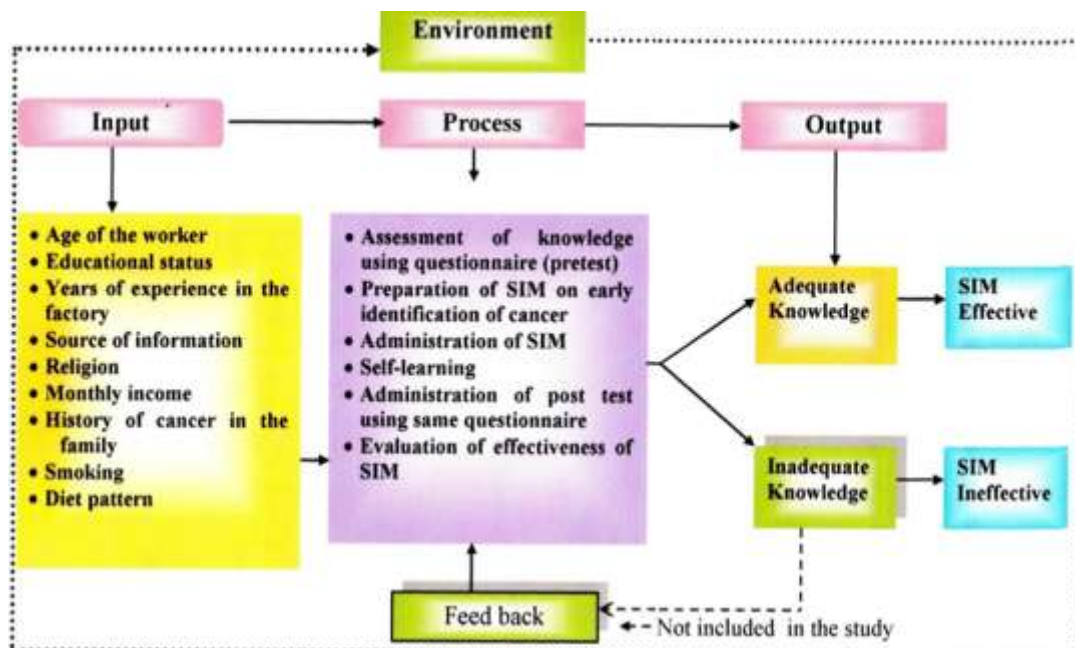 Environment
Input
Process
Output
• Age of the worker
• Educational status
• Years of experience in the
factory
• Source of information
• Religion
• Monthly income
• History of cancer in the
family
• Smoking
• Diet pattern
• Assessment of knowledge
using questionnaire (pretest)
• Preparation of SIM on early
identification of cancer
• Administration of SIM
• Self-learning
• Administration of post test
using same questionnaire
• Evaluation of effectiveness of
SIM
Adequate
Knowledge
SIM
Effective
Inadequate
Knowledge
SIM
Ineffective
Feed back
Not included in the study